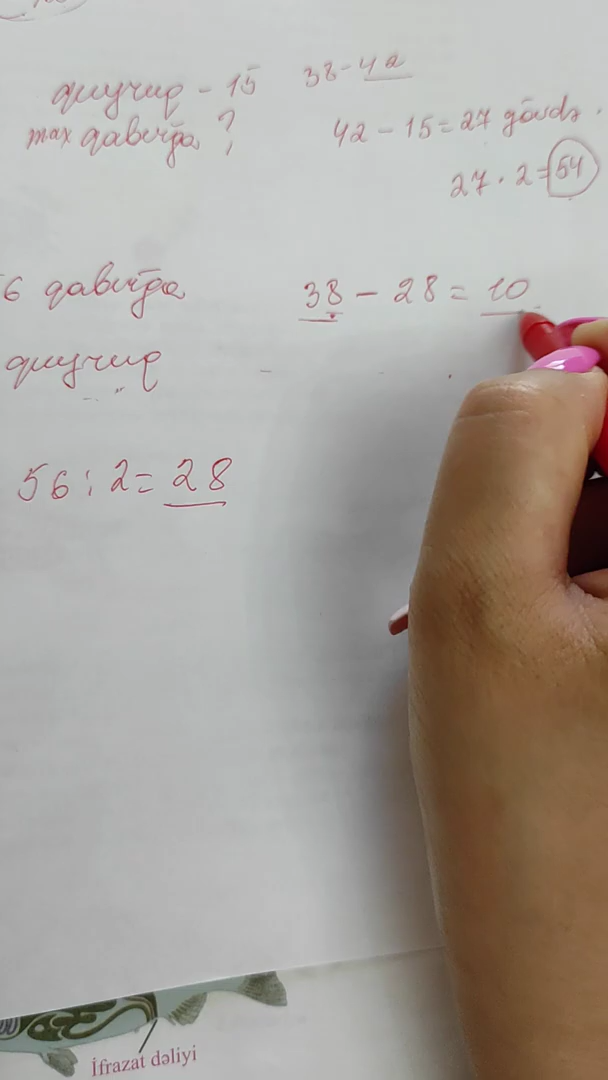 quyruq - 15 38-42
max qabırğa ?
42 - 15 = 27 gövdə
27 · 2 = 54
6 qabırğa 38 - 28 = 10
quyruq
56 : 2 = 28
İfrazat dəliyi